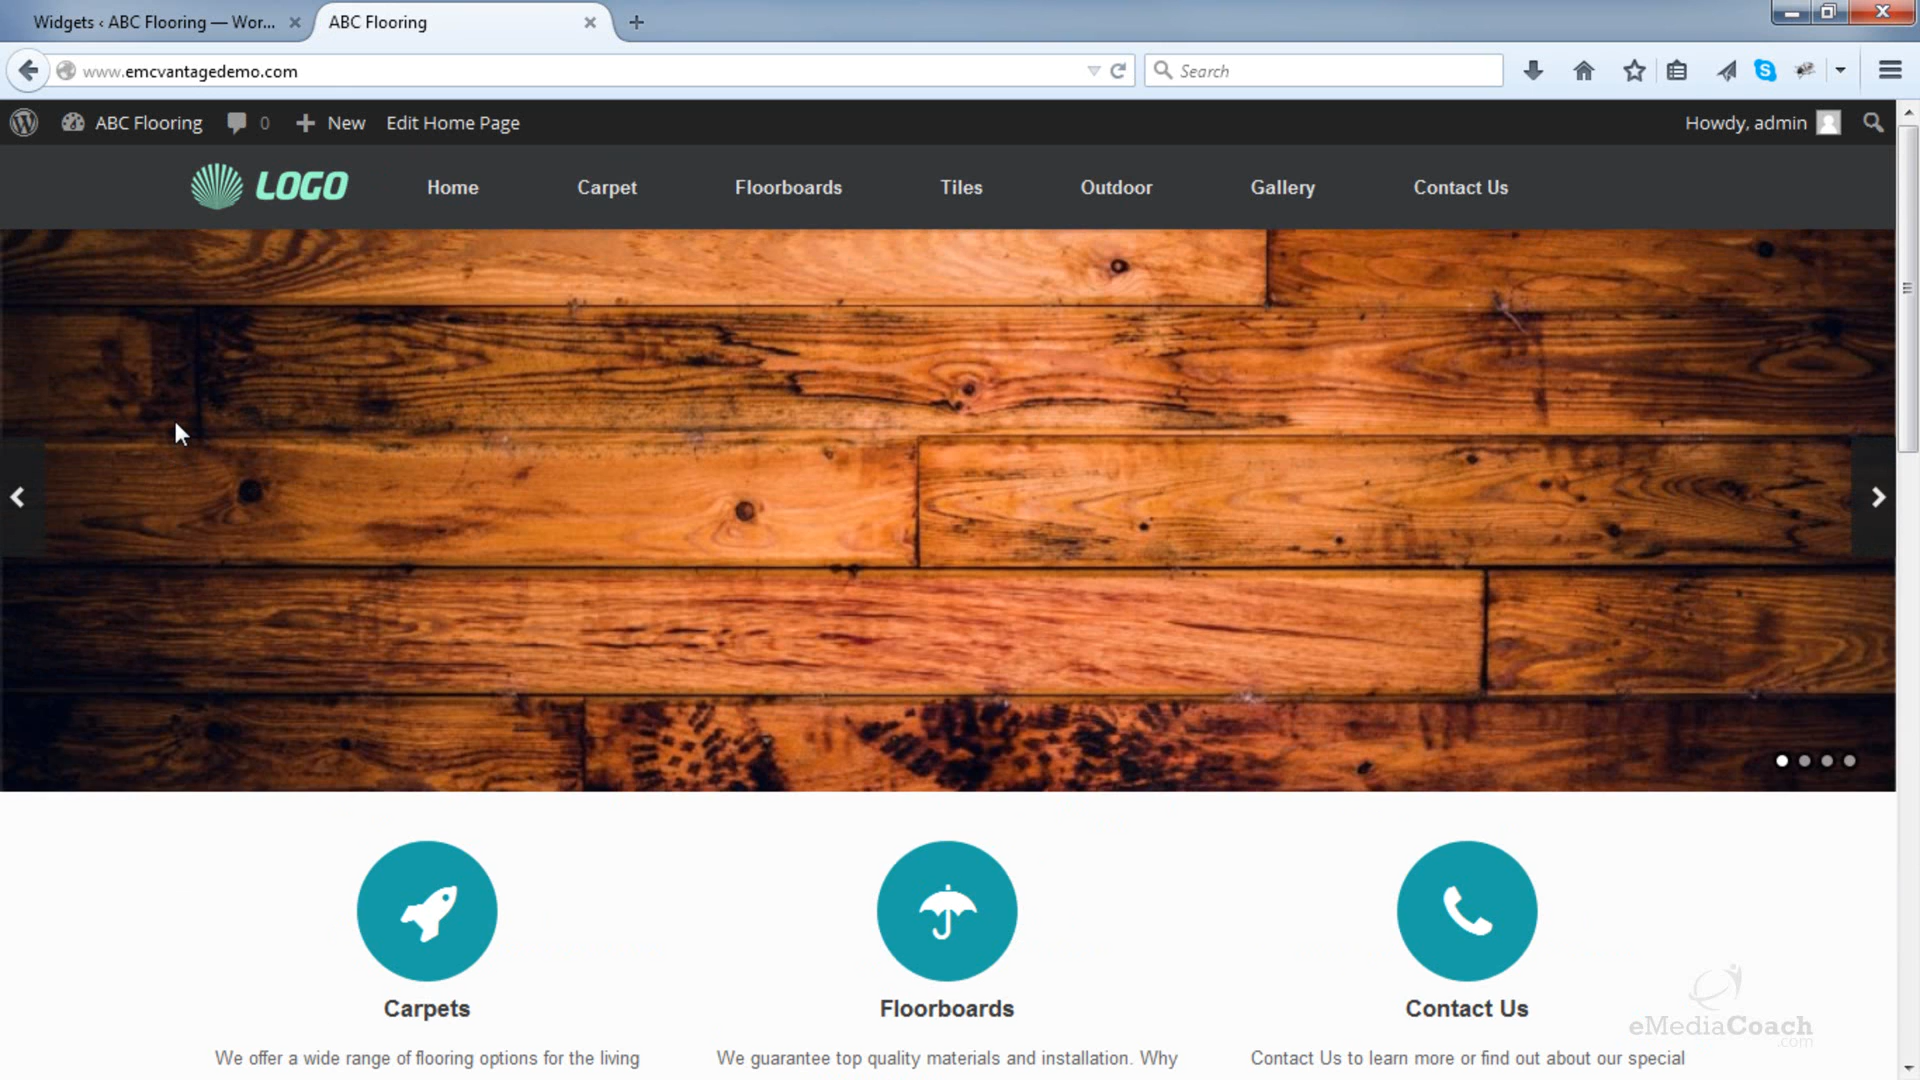 Widgets ‹ ABC Flooring — Wor...
ABC Flooring
www.emcvantagedemo.com
Search
ABC Flooring 0 New Edit Home Page Howdy, admin
LOGO Home Carpet Floorboards Tiles Outdoor Gallery Contact Us
Carpets
Floorboards
Contact Us
We offer a wide range of flooring options for the living
We guarantee top quality materials and installation. Why
Contact Us to learn more or find out about our special
eMediaCoach
.com